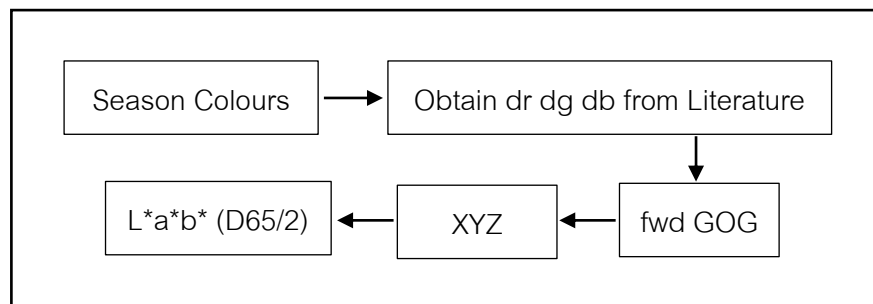 Season Colours
Obtain dr dg db from Literature
L*a*b* (D65/2)
XYZ
fwd GOG